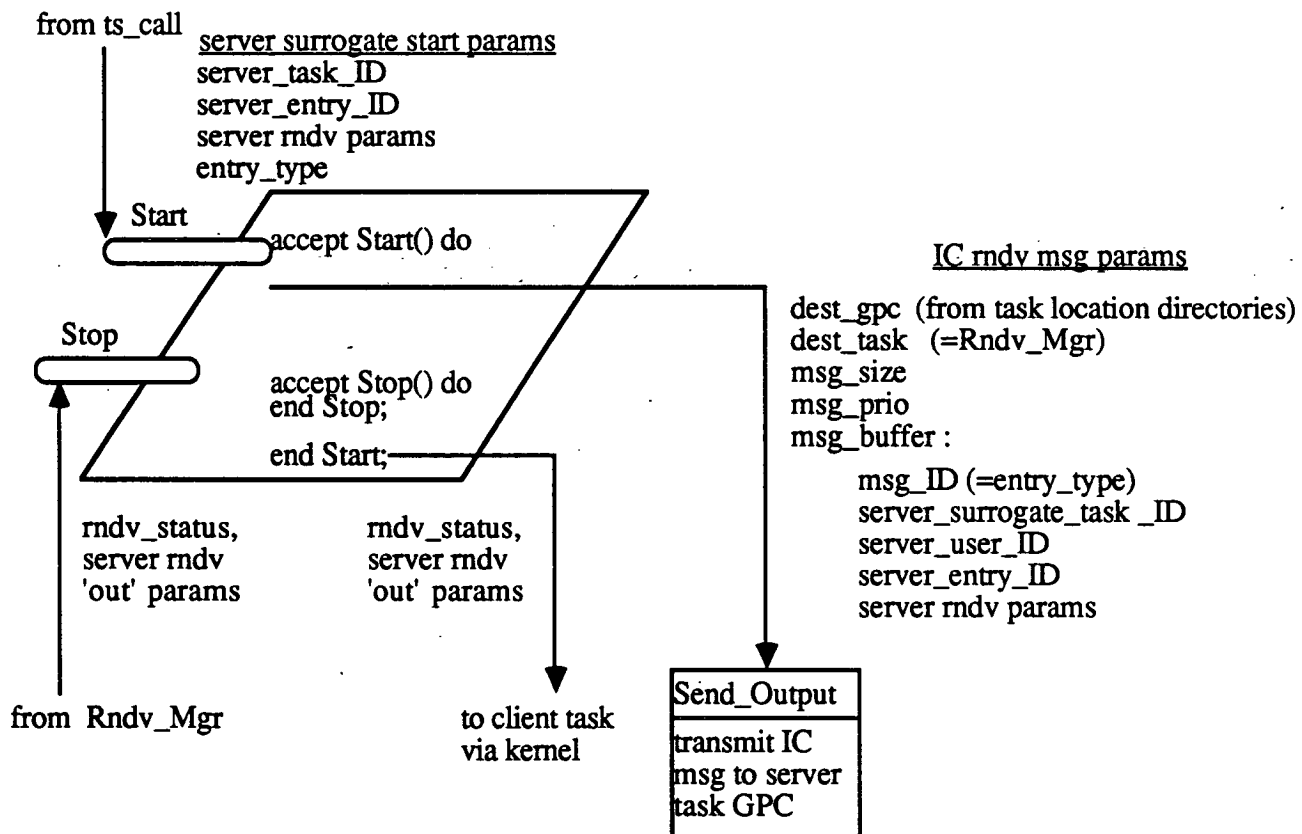 from ts_call
server surrogate start params
server_task_ID
server_entry_ID
server rndv params
entry_type
Start
accept Start() do
Stop
accept Stop() do
end Stop;
end Start;
rndv_status,
server rndv
'out' params
rndv_status,
server rndv
'out' params
from Rndv_Mgr
to client task
via kernel
IC rndv msg params
dest_gpc (from task location directories)
dest_task (=Rndv_Mgr)
msg_size
msg_prio
msg_buffer :
msg_ID (=entry_type)
server_surrogate_task _ID
server_user_ID
server_entry_ID
server rndv params
Send_Output
transmit IC
msg to server
task GPC